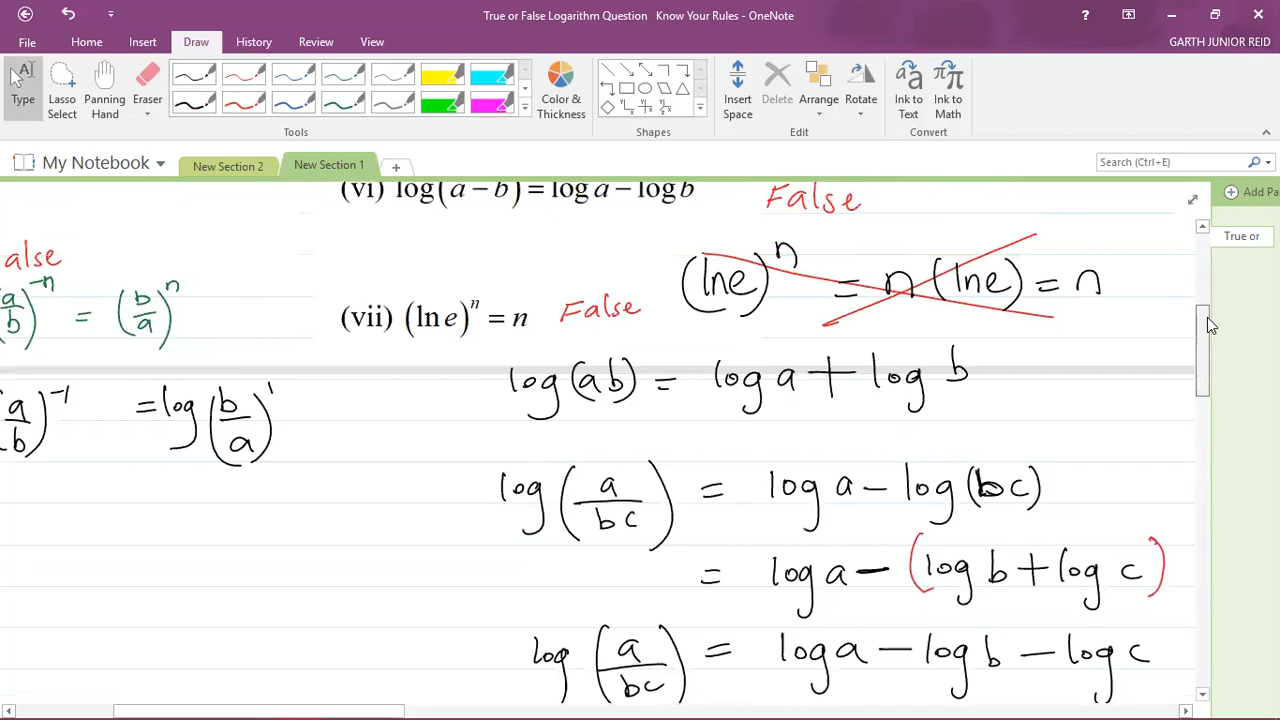 True or False Logarithm Question Know Your Rules - OneNote
File Home Insert Draw History Review View GARTH JUNIOR REID
Type Lasso Select Panning Hand Eraser Color & Thickness Insert Space Delete Arrange Rotate Ink to Text Ink to Math
Tools Shapes Edit Convert
My Notebook New Section 2 New Section 1 + Search (Ctrl+E)
Add Pa
True or
(vi) log(a − b) = log a − log b False
alse
(a/b)^-n = (b/a)^n
(ln e)^n = n (ln e) = n
(vii) (ln e)^n = n False
log (ab) = log a + log b
a/b)^-1 = log (b/a)^1
log (a/bc) = log a − log (bc)
= log a − (log b + log c)
log (a/bc) = log a − log b − log c